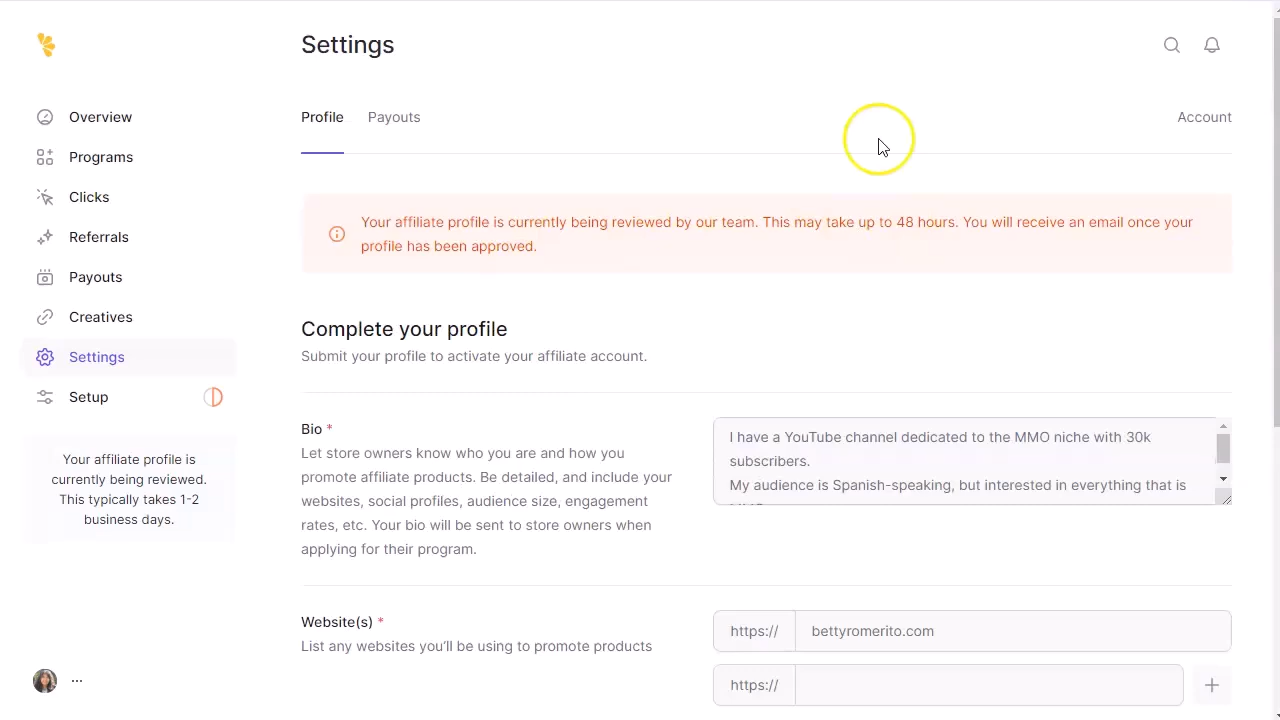 Settings
Overview
Programs
Clicks
Referrals
Payouts
Creatives
Settings
Setup
Your affiliate profile is
currently being reviewed.
This typically takes 1-2
business days.
...
Profile Payouts Account
Your affiliate profile is currently being reviewed by our team. This may take up to 48 hours. You will receive an email once your
profile has been approved.
Complete your profile
Submit your profile to activate your affiliate account.
Bio *
Let store owners know who you are and how you
promote affiliate products. Be detailed, and include your
websites, social profiles, audience size, engagement
rates, etc. Your bio will be sent to store owners when
applying for their program.
I have a YouTube channel dedicated to the MMO niche with 30k
subscribers.
My audience is Spanish-speaking, but interested in everything that is
Website(s) *
List any websites you'll be using to promote products
https:// bettyromerito.com
https://